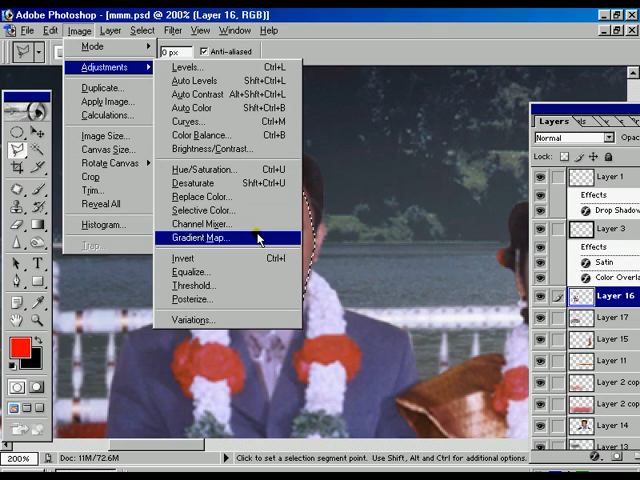 Adobe Photoshop - [mmm.psd @ 200% (Layer 16, RGB)]
File Edit Image Layer Select Filter View Window Help
0 px Anti-aliased
Mode
Adjustments
Duplicate...
Apply Image...
Calculations...
Image Size...
Canvas Size...
Rotate Canvas
Crop
Trim...
Reveal All
Histogram...
Trap...
Levels... Ctrl+L
Auto Levels Shft+Ctrl+L
Auto Contrast Alt+Shft+Ctrl+L
Auto Color Shft+Ctrl+B
Curves... Ctrl+M
Color Balance... Ctrl+B
Brightness/Contrast...
Hue/Saturation... Ctrl+U
Desaturate Shft+Ctrl+U
Replace Color...
Selective Color...
Channel Mixer...
Gradient Map...
Invert Ctrl+I
Equalize...
Threshold...
Posterize...
Variations...
Layers
Normal Opac
Lock:
Layer 1
Effects
Drop Shadow
Layer 3
Effects
Satin
Color Overla
Layer 16
Layer 17
Layer 15
Layer 11
Layer 2 cop
Layer 2 cop
Layer 14
Layer 13
200% Doc: 11M/72.6M Click to set a selection segment point. Use Shift, Alt and Ctrl for additional options.